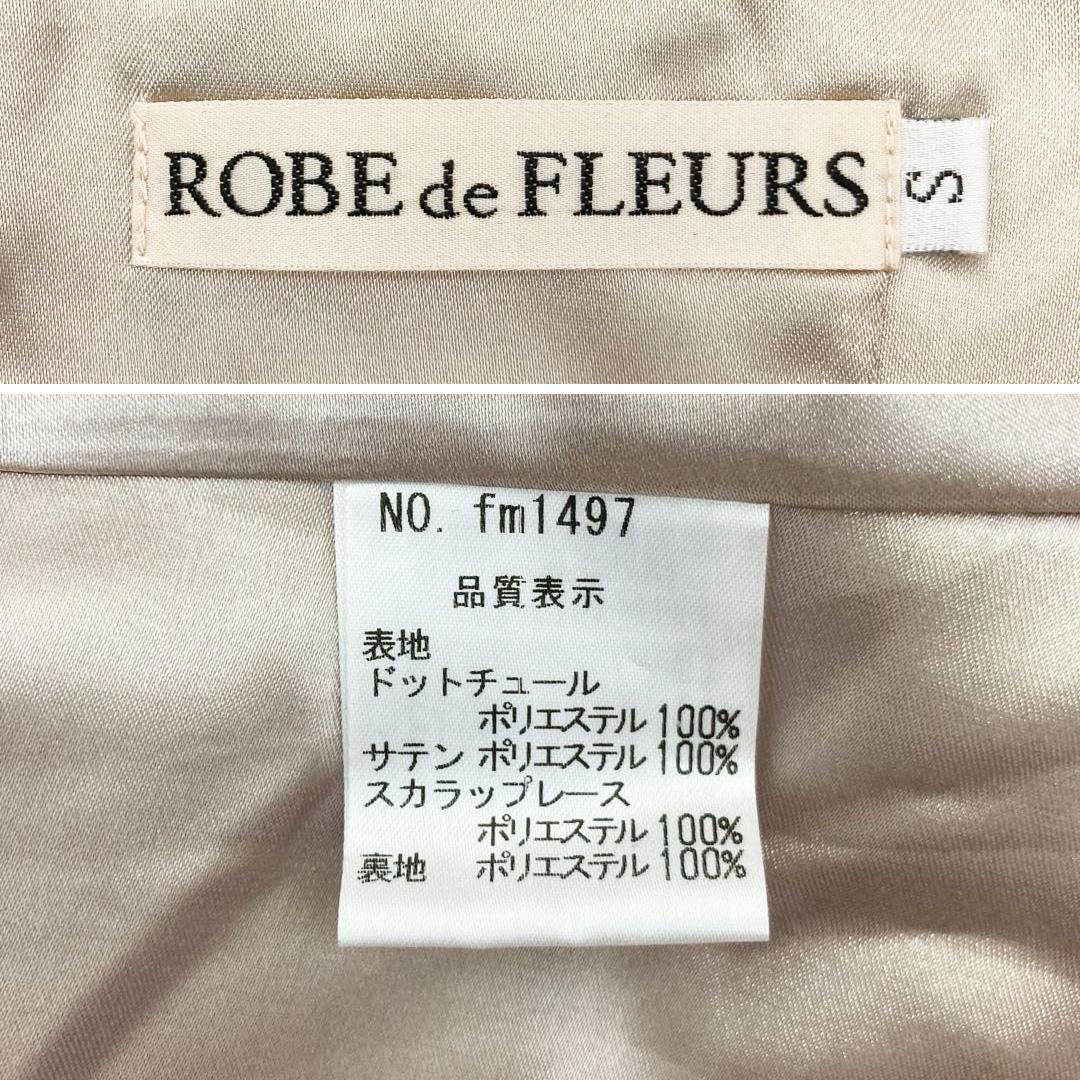 ROBE de FLEURS
S
NO. fm1497
品質表示
表地
ドットチュール
ポリエステル 100%
サテン ポリエステル 100%
スカラップレース
ポリエステル 100%
裏地 ポリエステル 100%